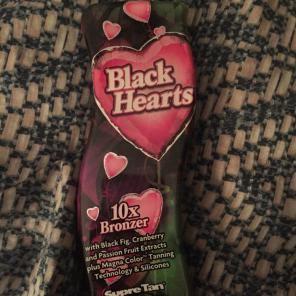 Black
Hearts
10x
Bronzer
with Black Fig, Cranberry
and Passion Fruit Extracts
plus Magna Color™ Tanning
Technology & Silicones
Supre Tan